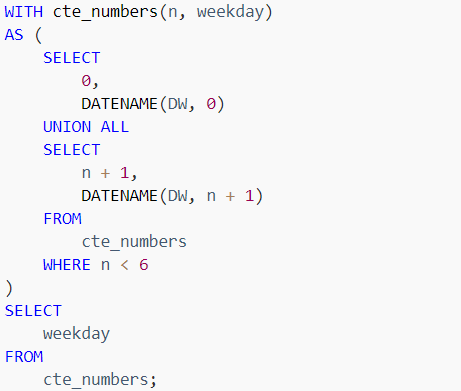 WITH cte_numbers(n, weekday)
AS (
    SELECT
        0,
        DATENAME(DW, 0)
    UNION ALL
    SELECT
        n + 1,
        DATENAME(DW, n + 1)
    FROM
        cte_numbers
    WHERE n < 6
)
SELECT
    weekday
FROM
    cte_numbers;